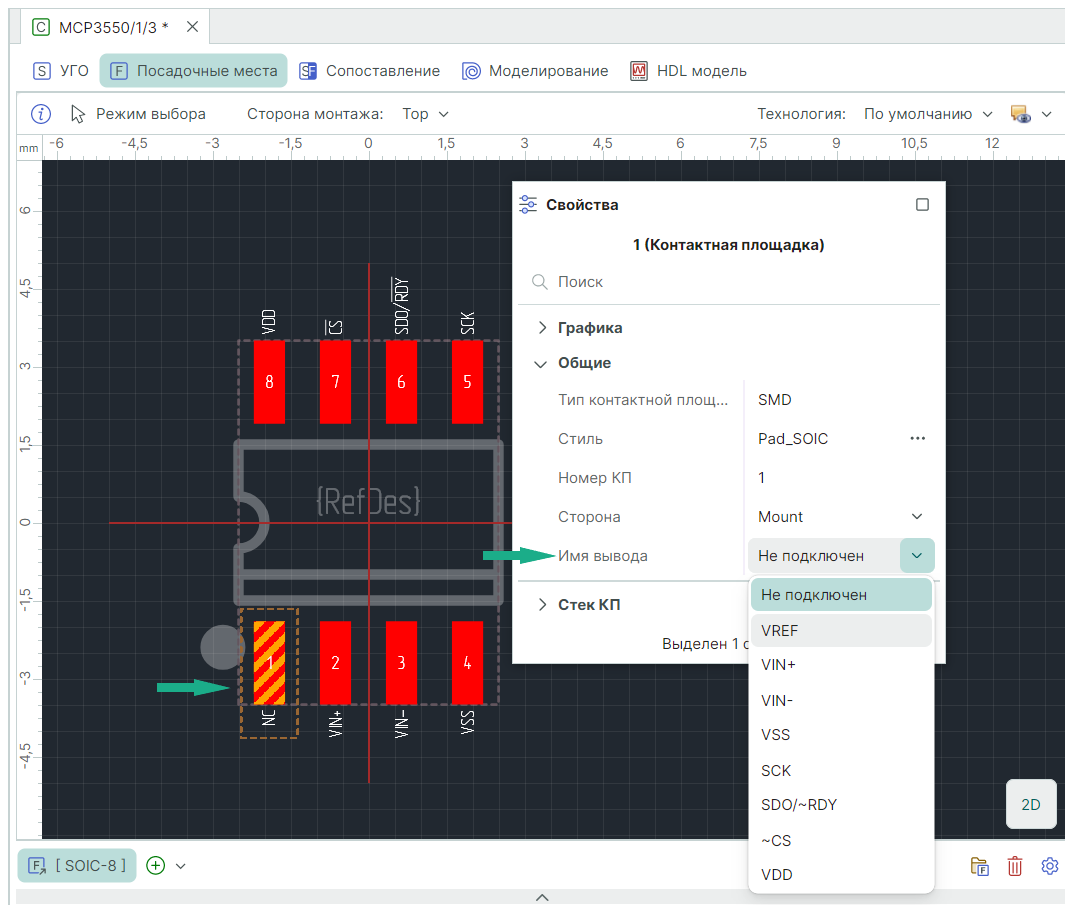 C MCP3550/1/3 *
S УГО F Посадочные места SF Сопоставление Моделирование HDL модель
i Режим выбора Сторона монтажа: Top Технология: По умолчанию
mm -6 -4,5 -3 -1,5 0 1,5 3 4,5 6 7,5 9 10,5 12
6
4,5
3
1,5
0
-1,5
-3
-4,5
VDD CS SDO/RDY SCK
8 7 6 5
{RefDes}
1 2 3 4
NC VIN+ VIN- VSS
Свойства
1 (Контактная площадка)
Поиск
Графика
Общие
Тип контактной площ... SMD
Стиль Pad_SOIC ...
Номер КП 1
Сторона Mount
Имя вывода Не подключен
Стек КП
Выделен 1
Не подключен
VREF
VIN+
VIN-
VSS
SCK
SDO/~RDY
~CS
VDD
2D
F [ SOIC-8 ]
F